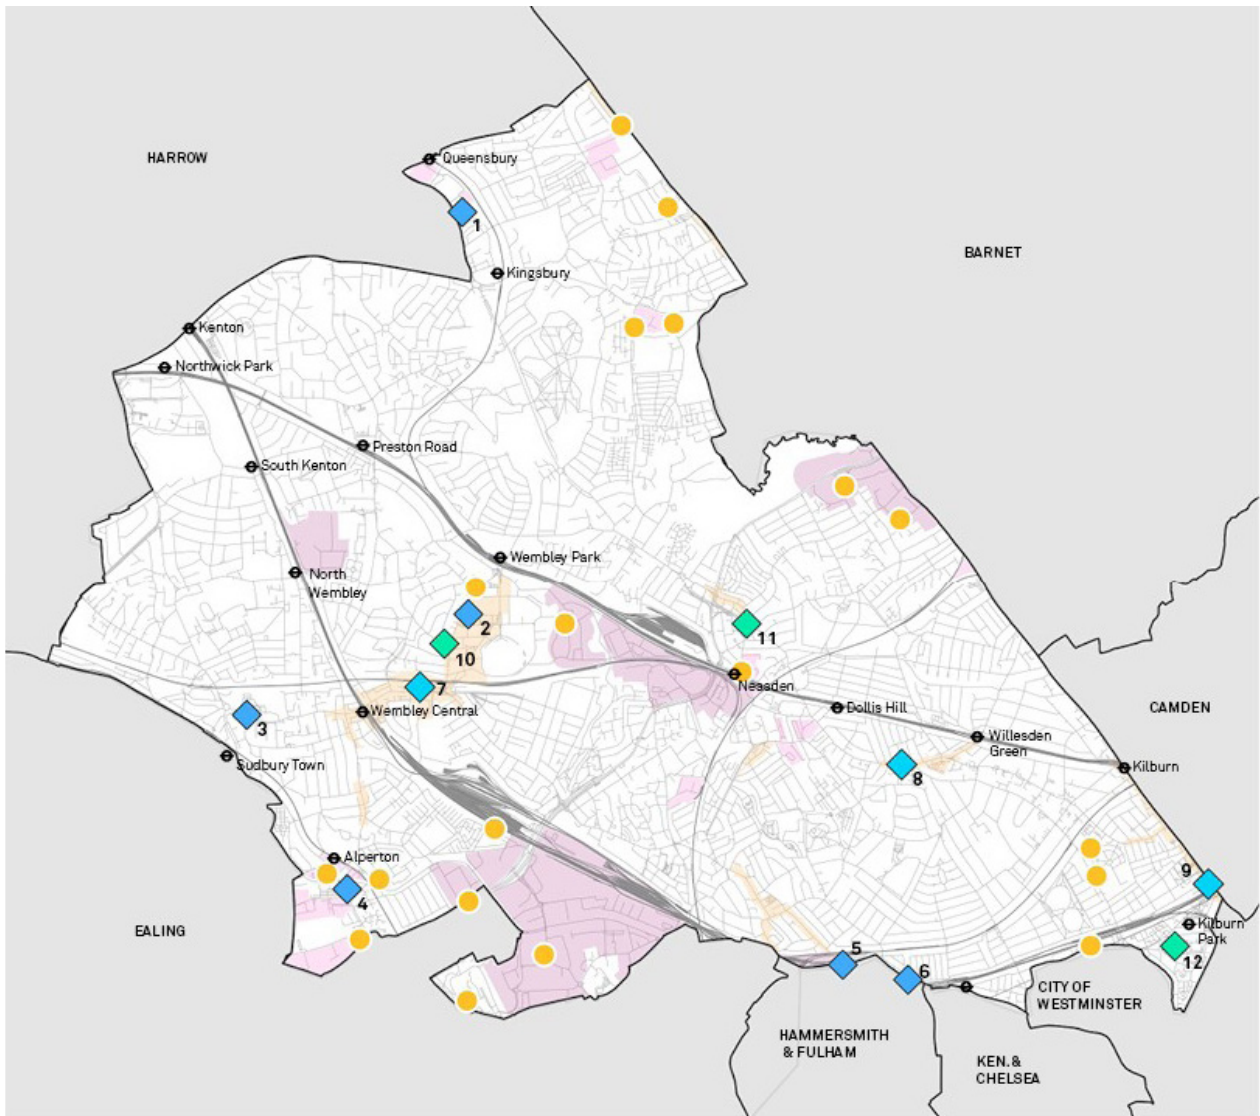 Queensbury
HARROW
1
BARNET
Kingsbury
Kenton
Northwick Park
Preston Road
South Kenton
Wembley Park
North
Wembley
2
11
10
Neasden
7
Wembley Central
Dollis Hill
CAMDEN
3
Willesden
Green
Sudbury Town
Kilburn
8
Alperton
9
4
Kilburn
Park
EALING
5
12
6
CITY OF
WESTMINSTER
HAMMERSMITH
& FULHAM
KEN. &
CHELSEA